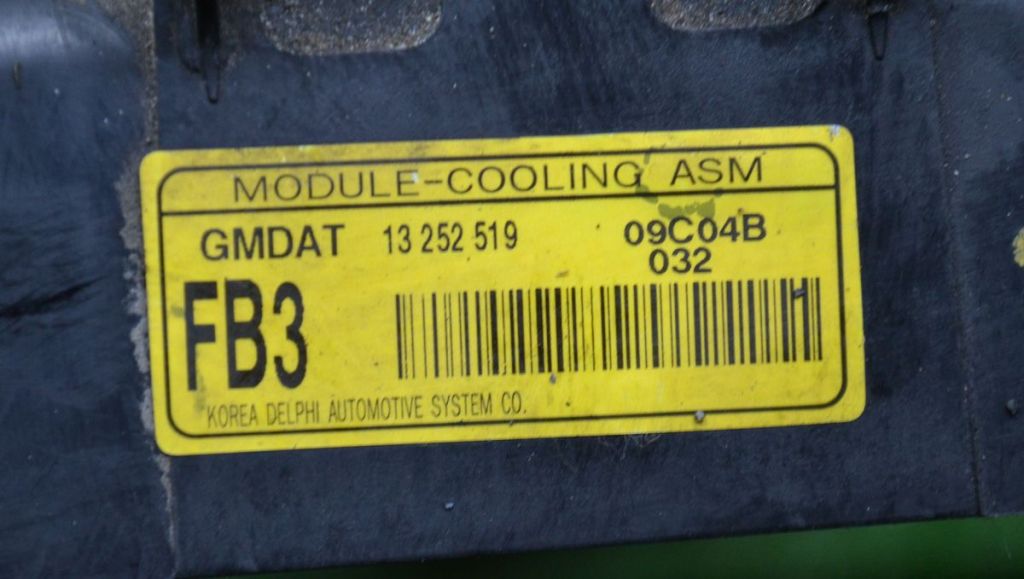 MODULE-COOLING ASM
GMDAT 13 252 519 09C04B
032
FB3
KOREA DELPHI AUTOMOTIVE SYSTEM CO.